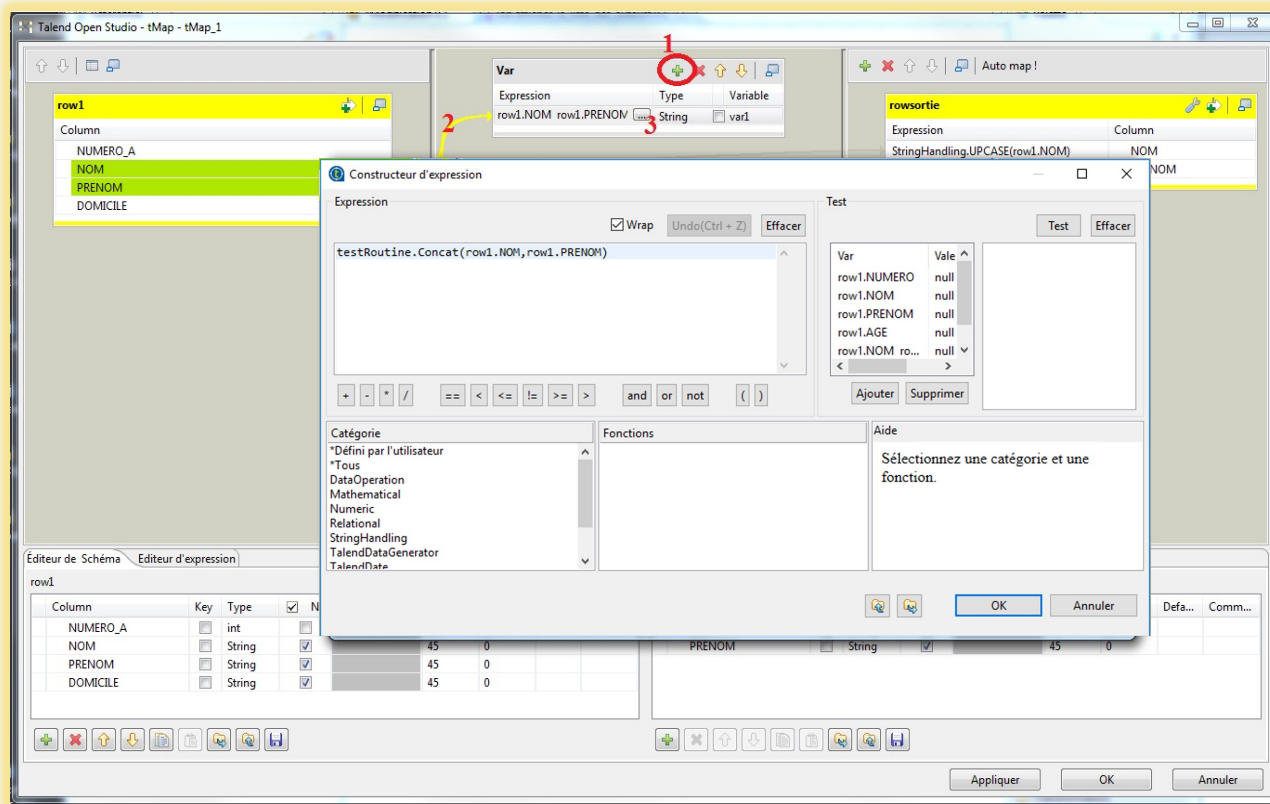 Talend Open Studio - tMap - tMap_1
1
Auto map !
Var
row1
Expression Type Variable
row1.NOM row1.PRENOM ... String var1
2
3
rowsortie
Column
Expression Column
NUMERO_A
StringHandling.UPCASE(row1.NOM) NOM
NOM
NOM
PRENOM
DOMICILE
Constructeur d'expression
Expression
Test
Wrap Undo(Ctrl + Z) Effacer
Test Effacer
testRoutine.Concat(row1.NOM,row1.PRENOM)
Var Vale
row1.NUMERO null
row1.NOM null
row1.PRENOM null
row1.AGE null
row1.NOM ro... null
+ - * / == < <= != >= > and or not ( )
Ajouter Supprimer
Catégorie
Fonctions
Aide
*Défini par l'utilisateur
*Tous
DataOperation
Mathematical
Numeric
Relational
StringHandling
TalendDataGenerator
TalendDate
Sélectionnez une catégorie et une
fonction.
OK Annuler
Éditeur de Schéma Editeur d'expression
row1
Column Key Type N
Defa... Comm...
NUMERO_A int
NOM String 45 0
PRENOM String 45 0
PRENOM String 45 0
DOMICILE String 45 0
Appliquer OK Annuler